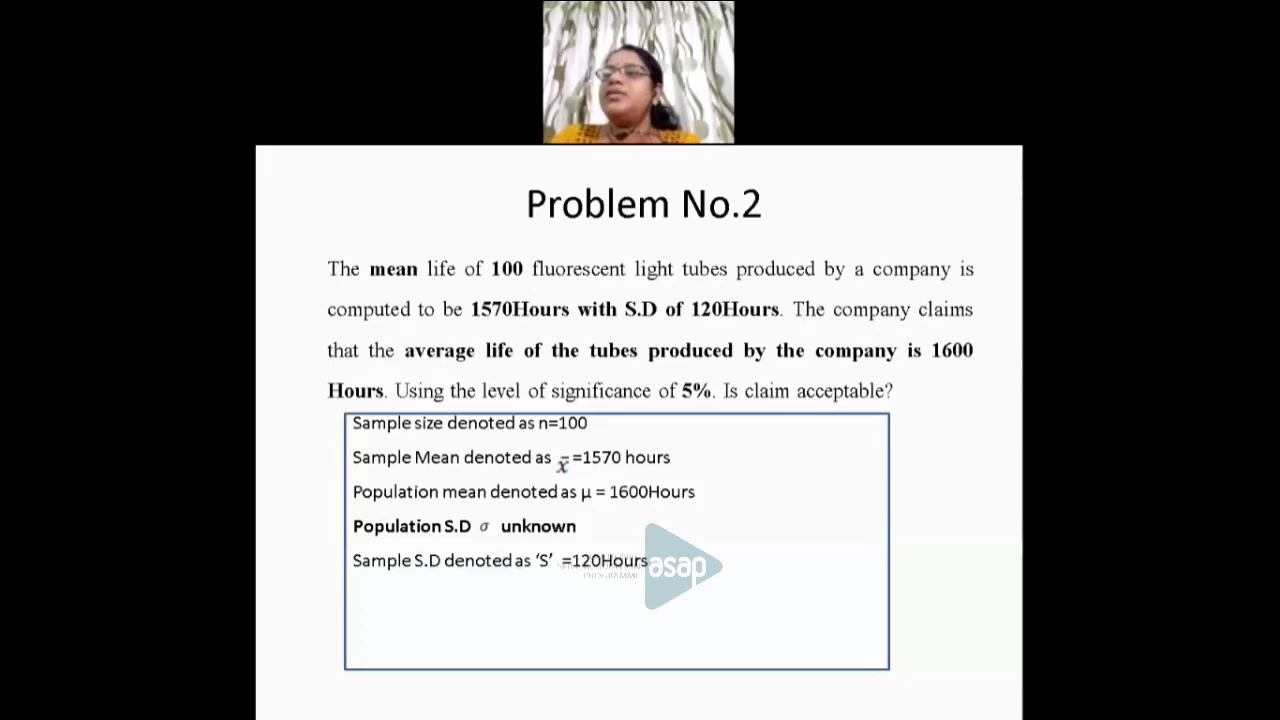 Problem No.2
The mean life of 100 fluorescent light tubes produced by a company is
computed to be 1570Hours with S.D of 120Hours. The company claims
that the average life of the tubes produced by the company is 1600
Hours. Using the level of significance of 5%. Is claim acceptable?
Sample size denoted as n=100
Sample Mean denoted as x̄ =1570 hours
Population mean denoted as μ = 1600Hours
Population S.D σ unknown
Sample S.D denoted as ‘S’ =120Hours
asap
PROGRAMME